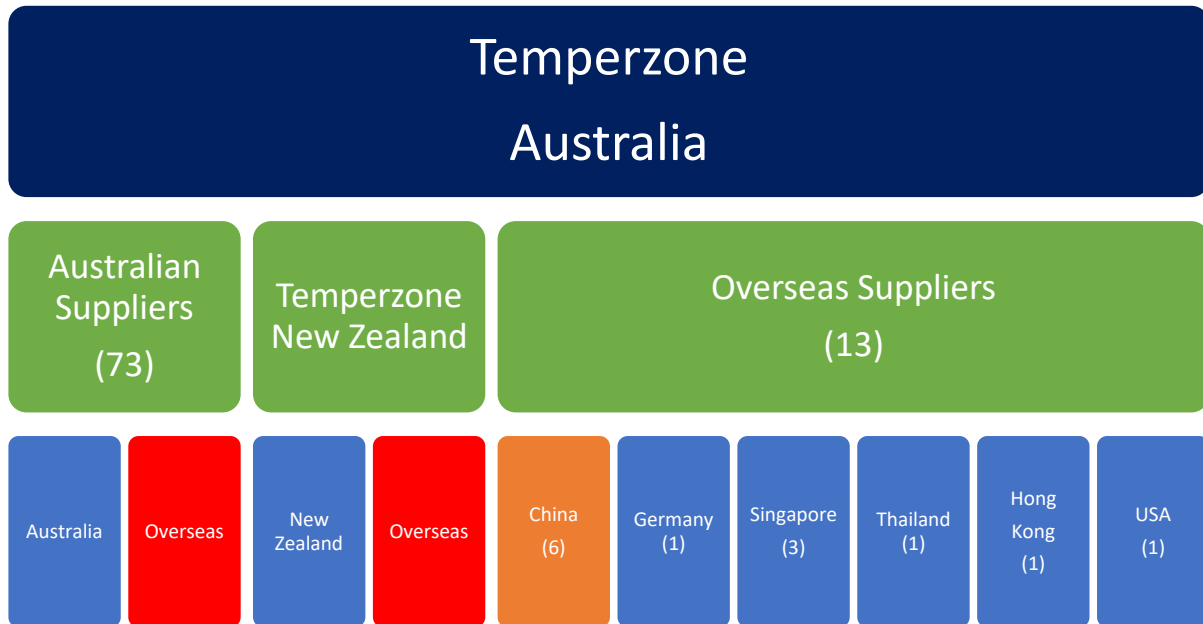 Temperzone
Australia
Australian
Suppliers
(73)
Temperzone
New Zealand
Overseas Suppliers
(13)
Australia
Overseas
New
Zealand
Overseas
China
(6)
Germany
(1)
Singapore
(3)
Thailand
(1)
Hong
Kong
(1)
USA
(1)